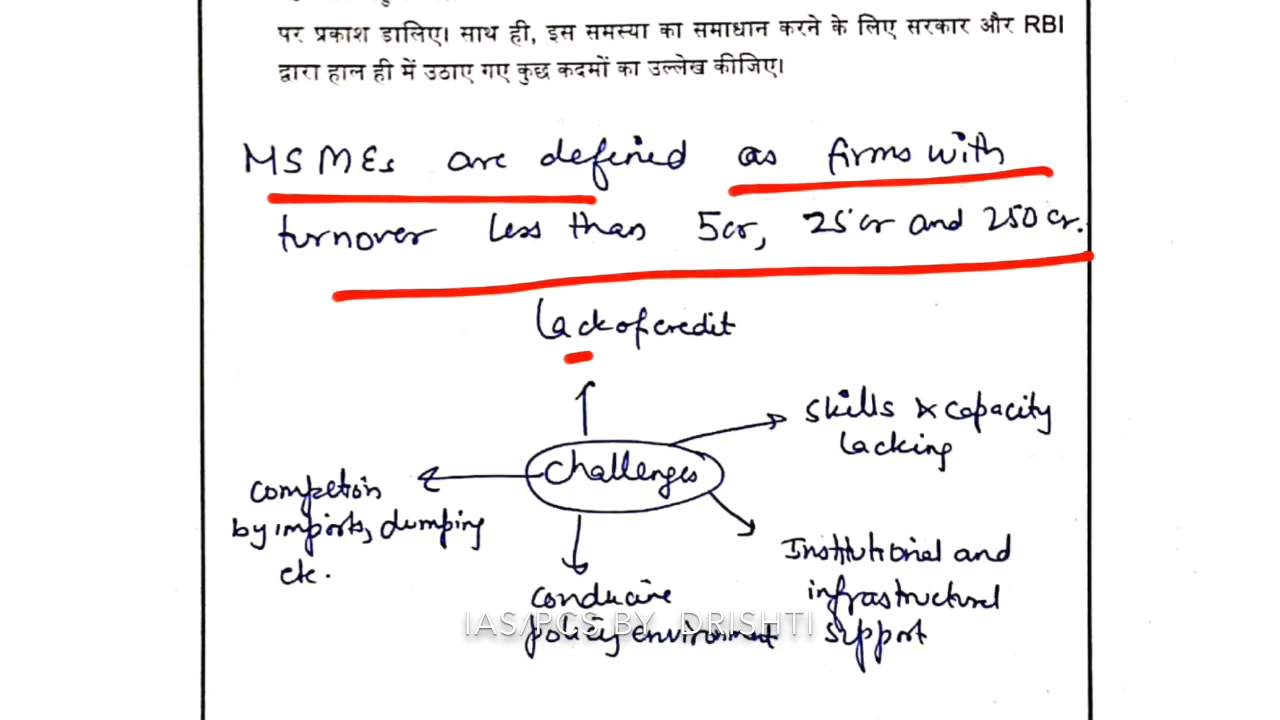 पर प्रकाश डालिए। साथ ही, इस समस्या का समाधान करने के लिए सरकार और RBI
द्वारा हाल ही में उठाए गए कुछ कदमों का उल्लेख कीजिए।
MSMEs are defined as firms with
turnover less than 5cr, 25cr and 250cr.
lack of credit
skills & capacity
lacking
challenges
by imports, dumping
etc.
Institutional and
infrastructural
support
conducive
policy environment
IAS/PCS BY DRISHTI